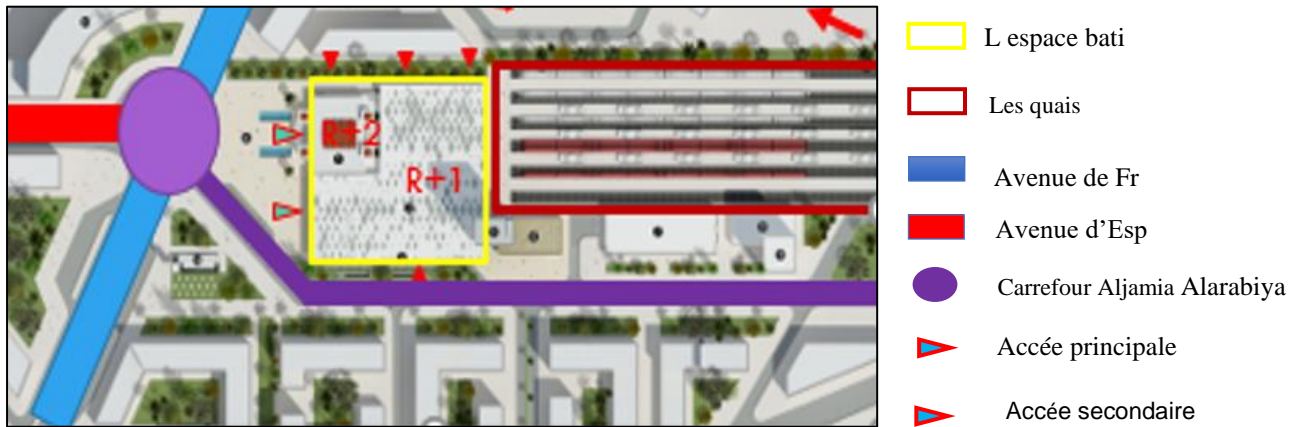 R+2
R+1
L espace bati
Les quais
Avenue de Fr
Avenue d'Esp
Carrefour Aljamia Alarabiya
Accée principale
Accée secondaire